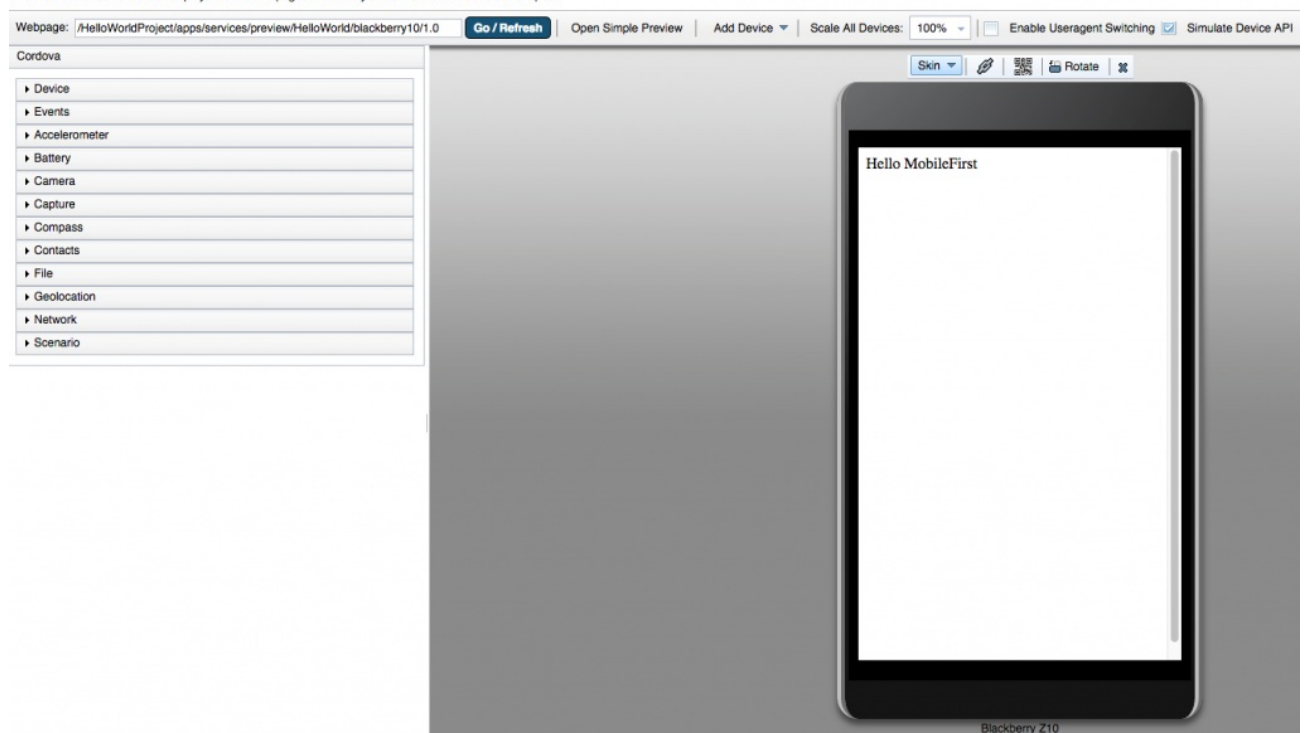 Webpage: /HelloWorldProject/apps/services/preview/HelloWorld/blackberry10/1.0 Go / Refresh Open Simple Preview Add Device Scale All Devices: 100% Enable Useragent Switching Simulate Device API
Cordova
Skin Rotate
Device
Events
Accelerometer
Battery
Camera
Capture
Compass
Contacts
File
Geolocation
Network
Scenario
Hello MobileFirst
Blackberry Z10